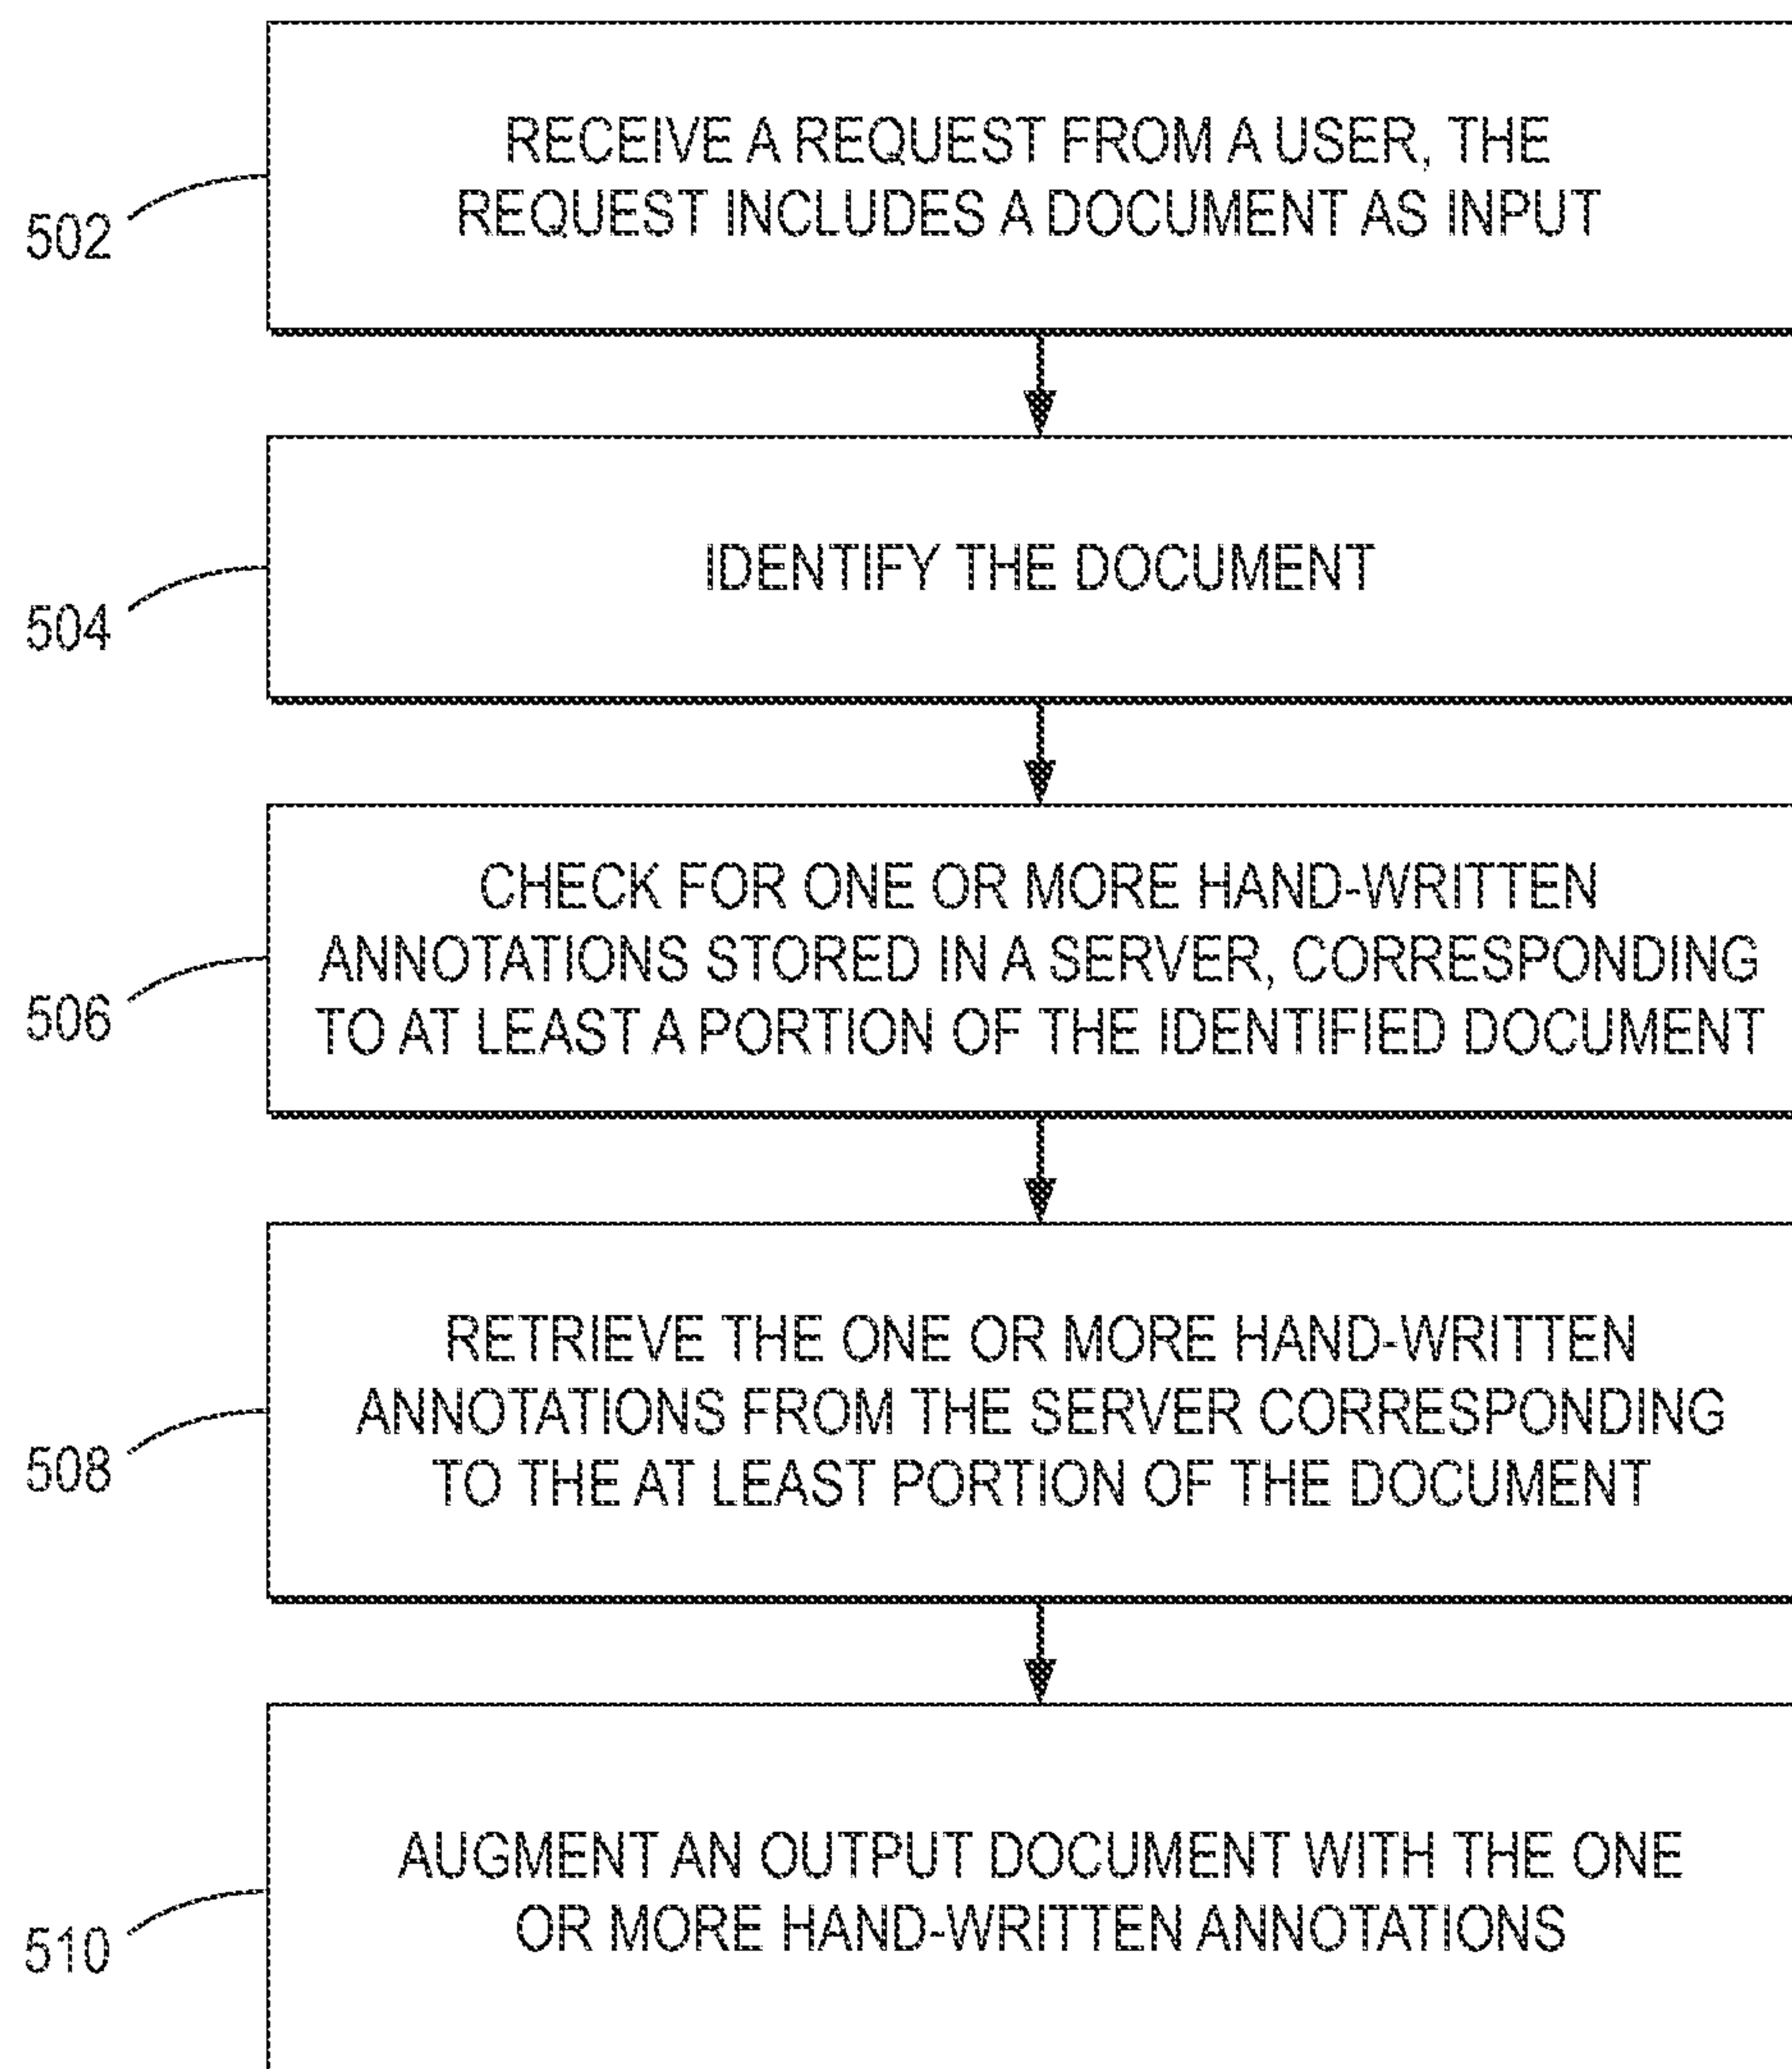 RECEIVE A REQUEST FROM A USER, THE
REQUEST INCLUDES A DOCUMENT AS INPUT
502
IDENTIFY THE DOCUMENT
504
CHECK FOR ONE OR MORE HAND-WRITTEN
ANNOTATIONS STORED IN A SERVER, CORRESPONDING
TO AT LEAST A PORTION OF THE IDENTIFIED DOCUMENT
506
RETRIEVE THE ONE OR MORE HAND-WRITTEN
ANNOTATIONS FROM THE SERVER CORRESPONDING
TO THE AT LEAST PORTION OF THE DOCUMENT
508
AUGMENT AN OUTPUT DOCUMENT WITH THE ONE
OR MORE HAND-WRITTEN ANNOTATIONS
510